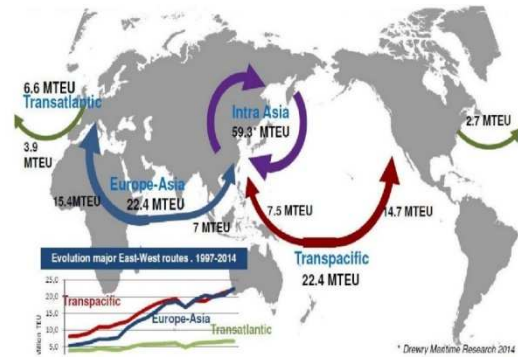 6.6 MTEU
Transatlantic
3.9
MTEU
Intra Asia
59.3* MTEU
2.7 MTEU
Europe-Asia
15.4MTEU
22.4 MTEU
7 MTEU
7.5 MTEU
14.7 MTEU
Transpacific
22.4 MTEU
Evolution major East-West routes . 1997-2014
Million TEU
25,0
20,0
15,0
10,0
5,0
Transpacific
Europe-Asia
Transatlantic
* Drewry Maritime Research 2014